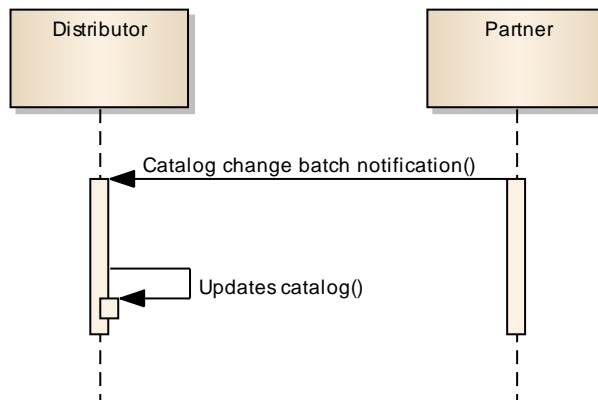 Distributor
Partner
Catalog change batch notification()
Updates catalog()